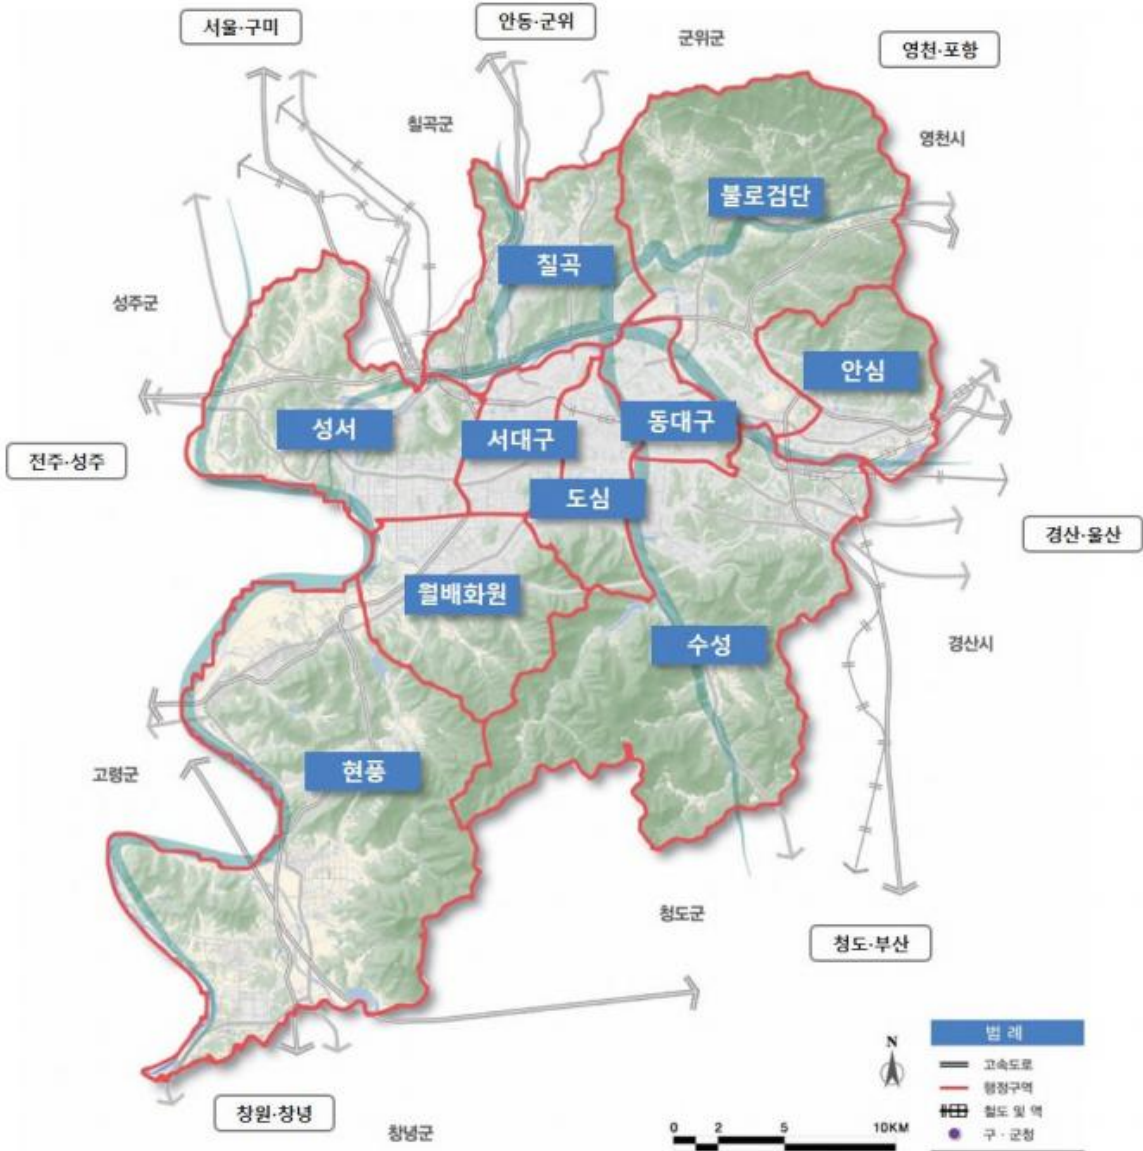 서울·구미
안동·군위
군위군
영천·포항
칠곡군
영천시
불로검단
칠곡
성주군
안심
동대구
성서
서대구
전주·성주
도심
경산·울산
월배화원
수성
경산시
현풍
고령군
청도군
청도·부산
범 례
N
고속도로
행정구역
철도 및 역
구·군청
0 2 5 10KM
창원·창녕
창녕군